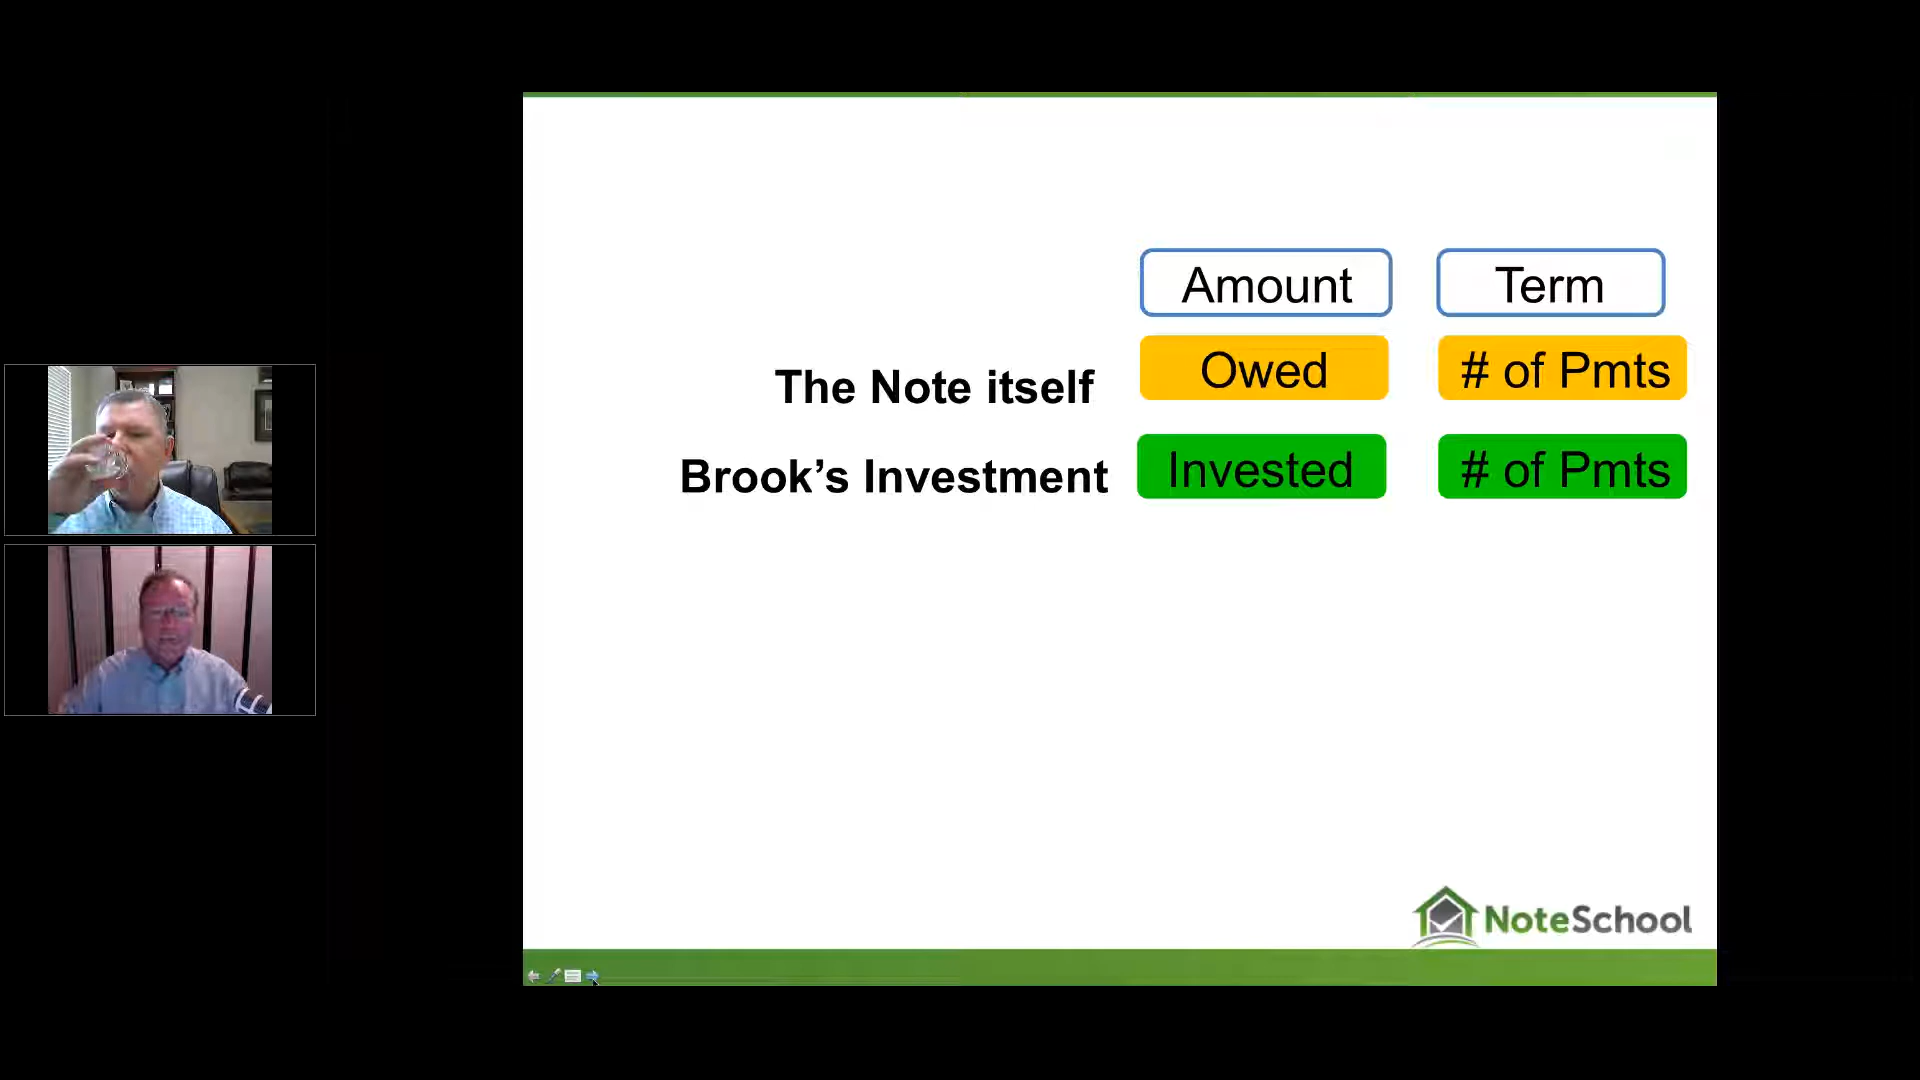 Amount Term
The Note itself Owed # of Pmts
Brook’s Investment Invested # of Pmts
NoteSchool